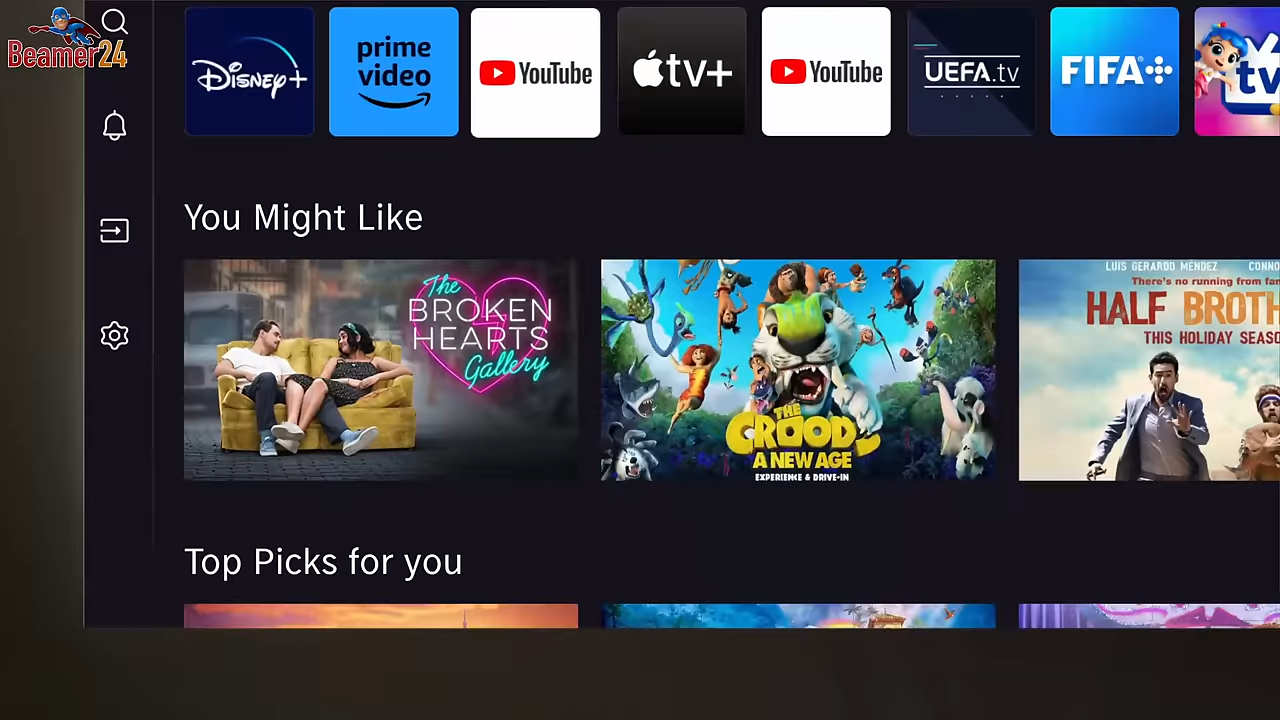 Beamer24
Disney+
prime
video
YouTube
tv+
YouTube
UEFA.tv
FIFA+
tv
You Might Like
The
BROKEN
HEARTS
Gallery
THE
CROODS
A NEW AGE
EXPERIENCE & DRIVE-IN
LUIS GERARDO MÉNDEZ CONNO
There's no running from fam
HALF BROTH
THIS HOLIDAY SEASO
Top Picks for you